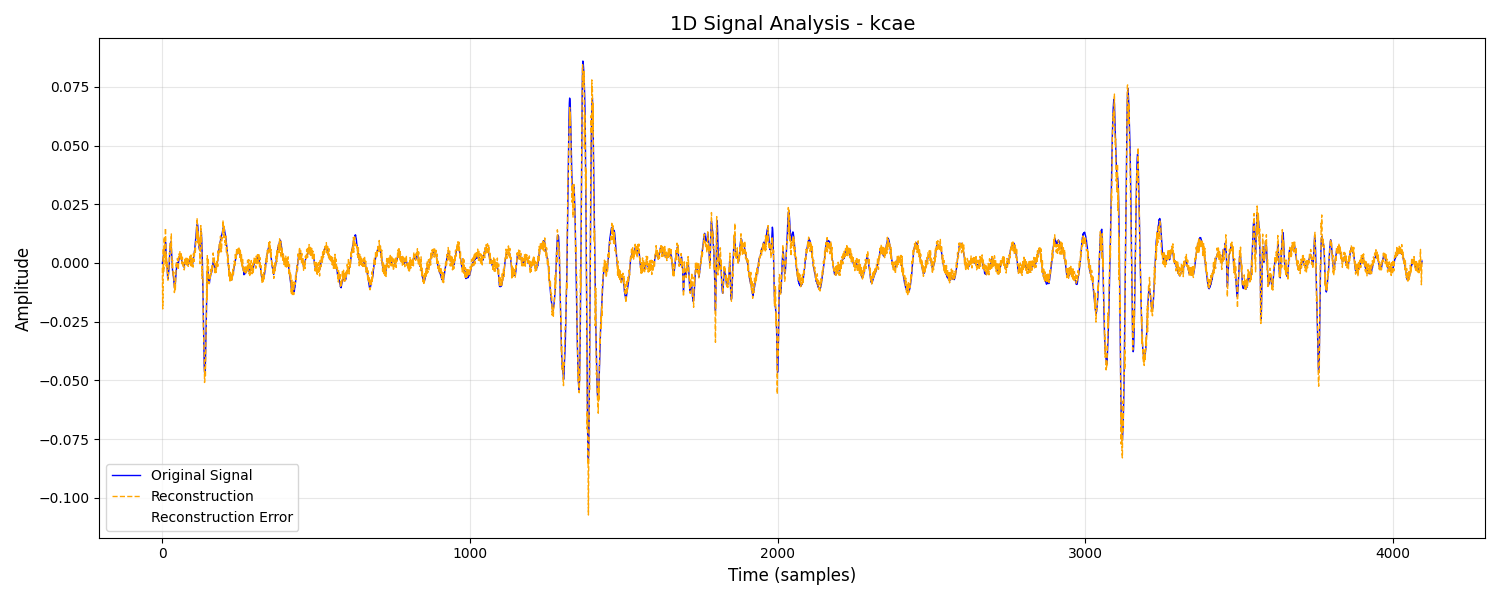 1D Signal Analysis - kcae
0.075
0.050
0.025
0.000
−0.025
−0.050
−0.075
−0.100
Amplitude
Original Signal
Reconstruction
Reconstruction Error
0 1000 2000 3000 4000
Time (samples)